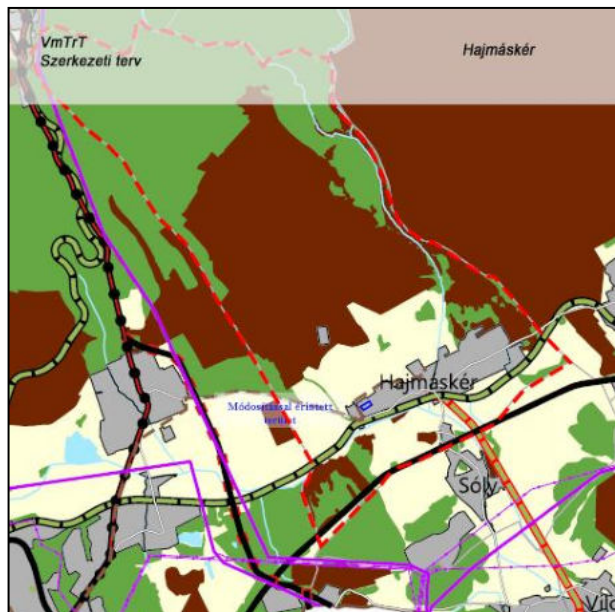 VmTrT
Szerkezeti terv
Hajmáskér
Hajmáskér
Módosítással érintett
terület
Sóly